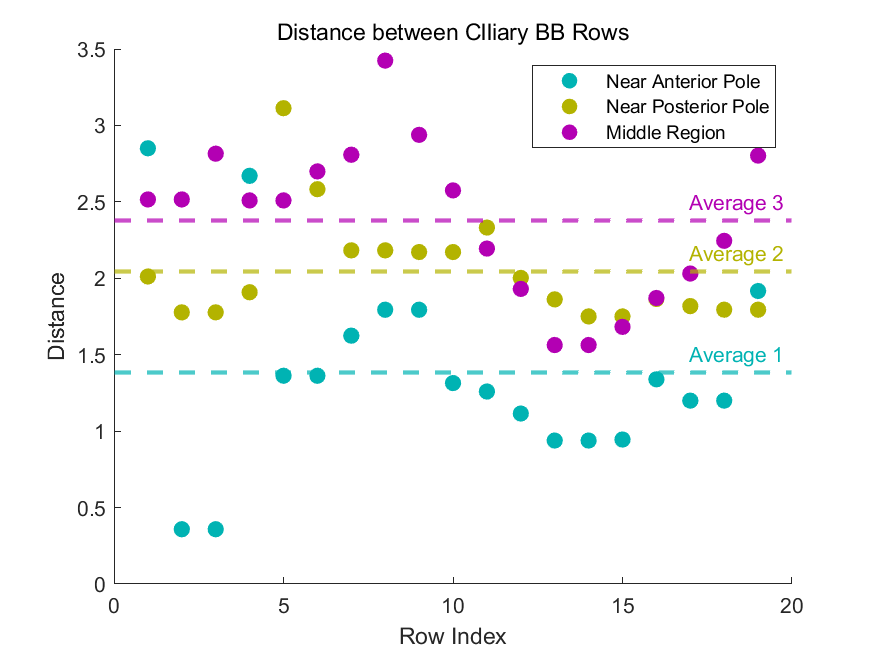 Distance between CIliary BB Rows
3.5
3
2.5
2
1.5
1
0.5
0
Distance
Near Anterior Pole
Near Posterior Pole
Middle Region
Average 3
Average 2
Average 1
0 5 10 15 20
Row Index